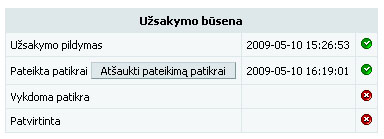 Užsakymo būsena
Užsakymo pildymas 2009-05-10 15:26:53
Pateikta patikrai Atšaukti pateikimą patikrai 2009-05-10 16:19:01
Vykdoma patikra
Patvirtinta